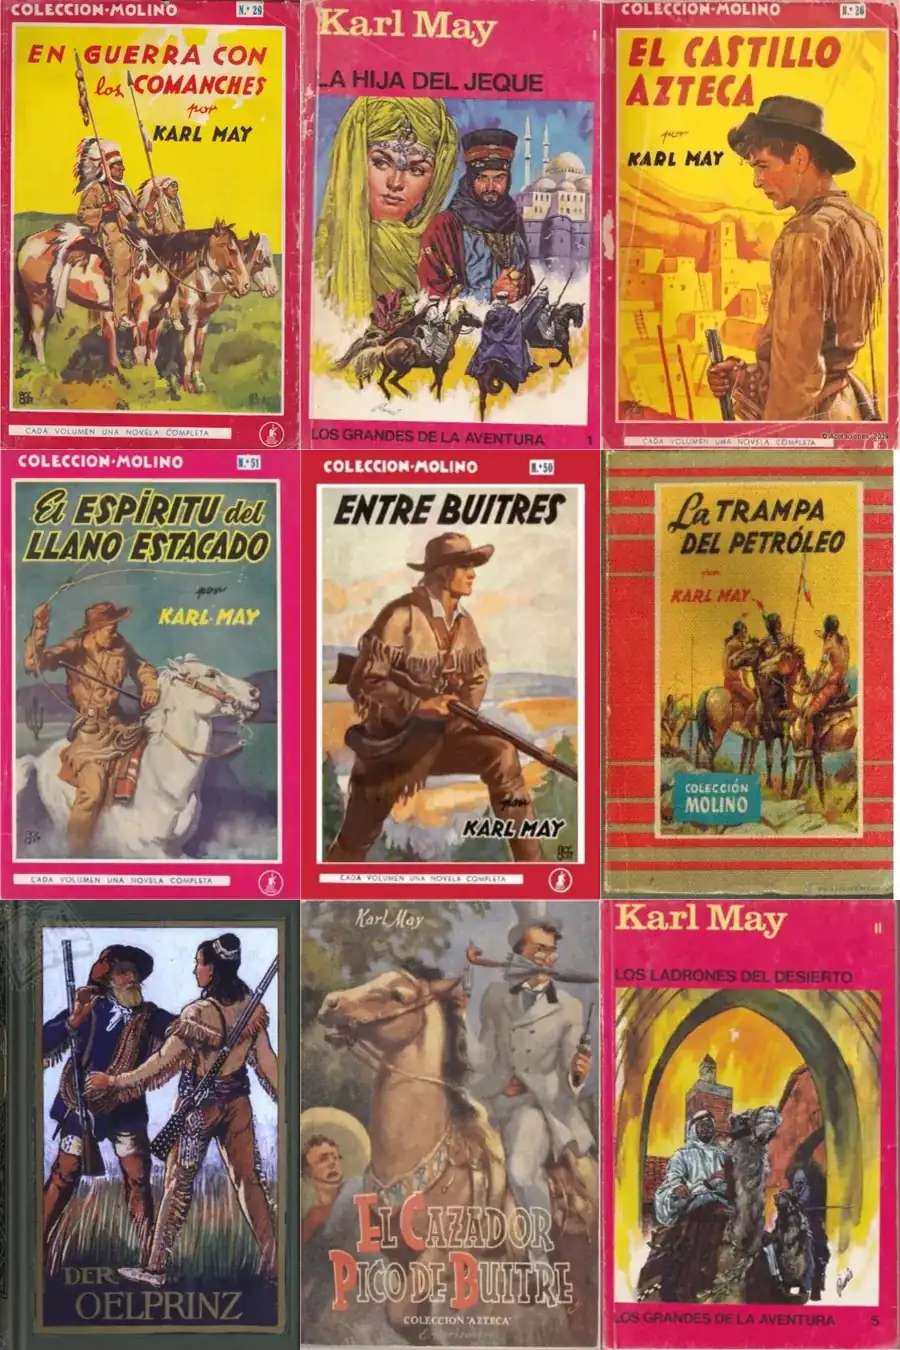 COLECCION-MOLINO
N.º 29
EN GUERRA CON
los COMANCHES
por
KARL MAY
CADA VOLUMEN UNA NOVELA COMPLETA
Karl May
I
LA HIJA DEL JEQUE
LOS GRANDES DE LA AVENTURA 1
COLECCION-MOLINO
EL CASTILLO
AZTECA
por
KARL MAY
CADA VOLUMEN UNA NOVELA COMPLETA
COLECCION-MOLINO
N.º 51
El ESPÍRITU del
LLANO ESTACADO
por
KARL MAY
CADA VOLUMEN UNA NOVELA COMPLETA
COLECCION-MOLINO
N.º 50
ENTRE BUITRES
por
KARL MAY
CADA VOLUMEN UNA NOVELA COMPLETA
La TRAMPA
DEL PETRÓLEO
por
KARL MAY
COLECCIÓN
MOLINO
DER
OELPRINZ
Karl May
EL CAZADOR
PICO DE BUITRE
COLECCION "AZTECA"
Karl May
II
LOS LADRONES DEL DESIERTO
LOS GRANDES DE LA AVENTURA 5